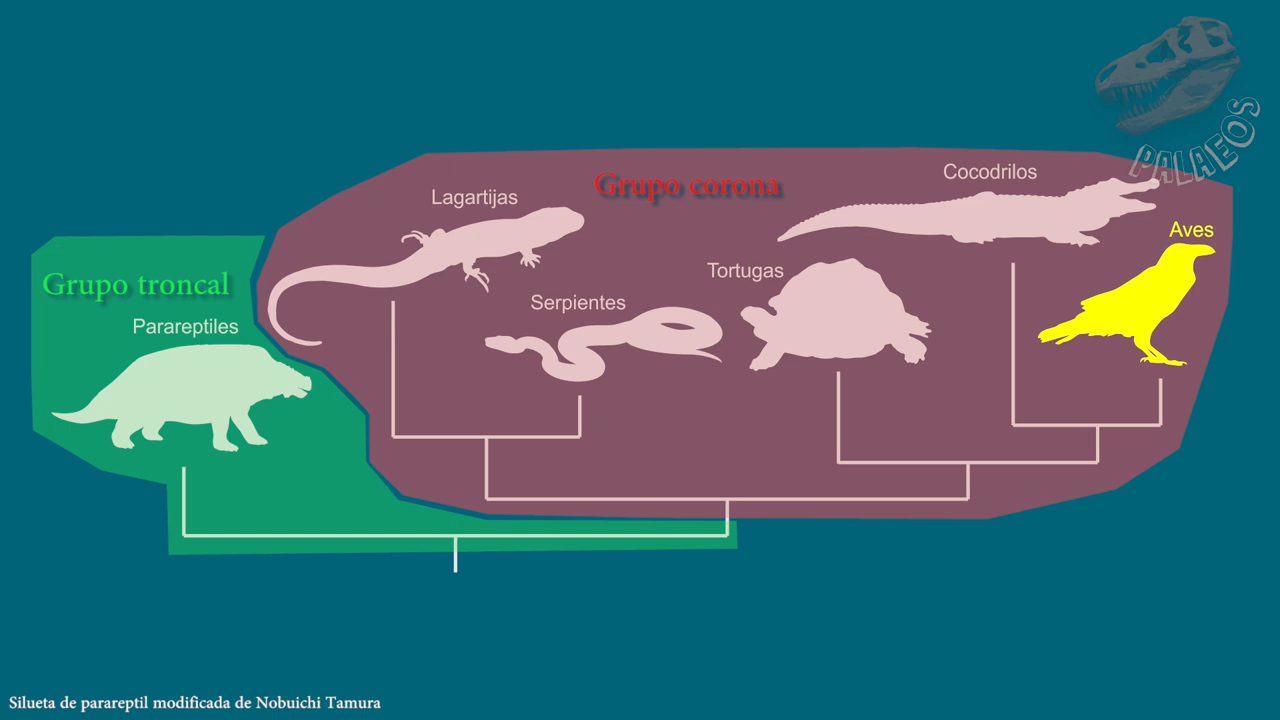 PALAEOS
Cocodrilos
Grupo corona
Lagartijas
Aves
Tortugas
Grupo troncal
Serpientes
Parareptiles
Silueta de parareptil modificada de Nobuichi Tamura